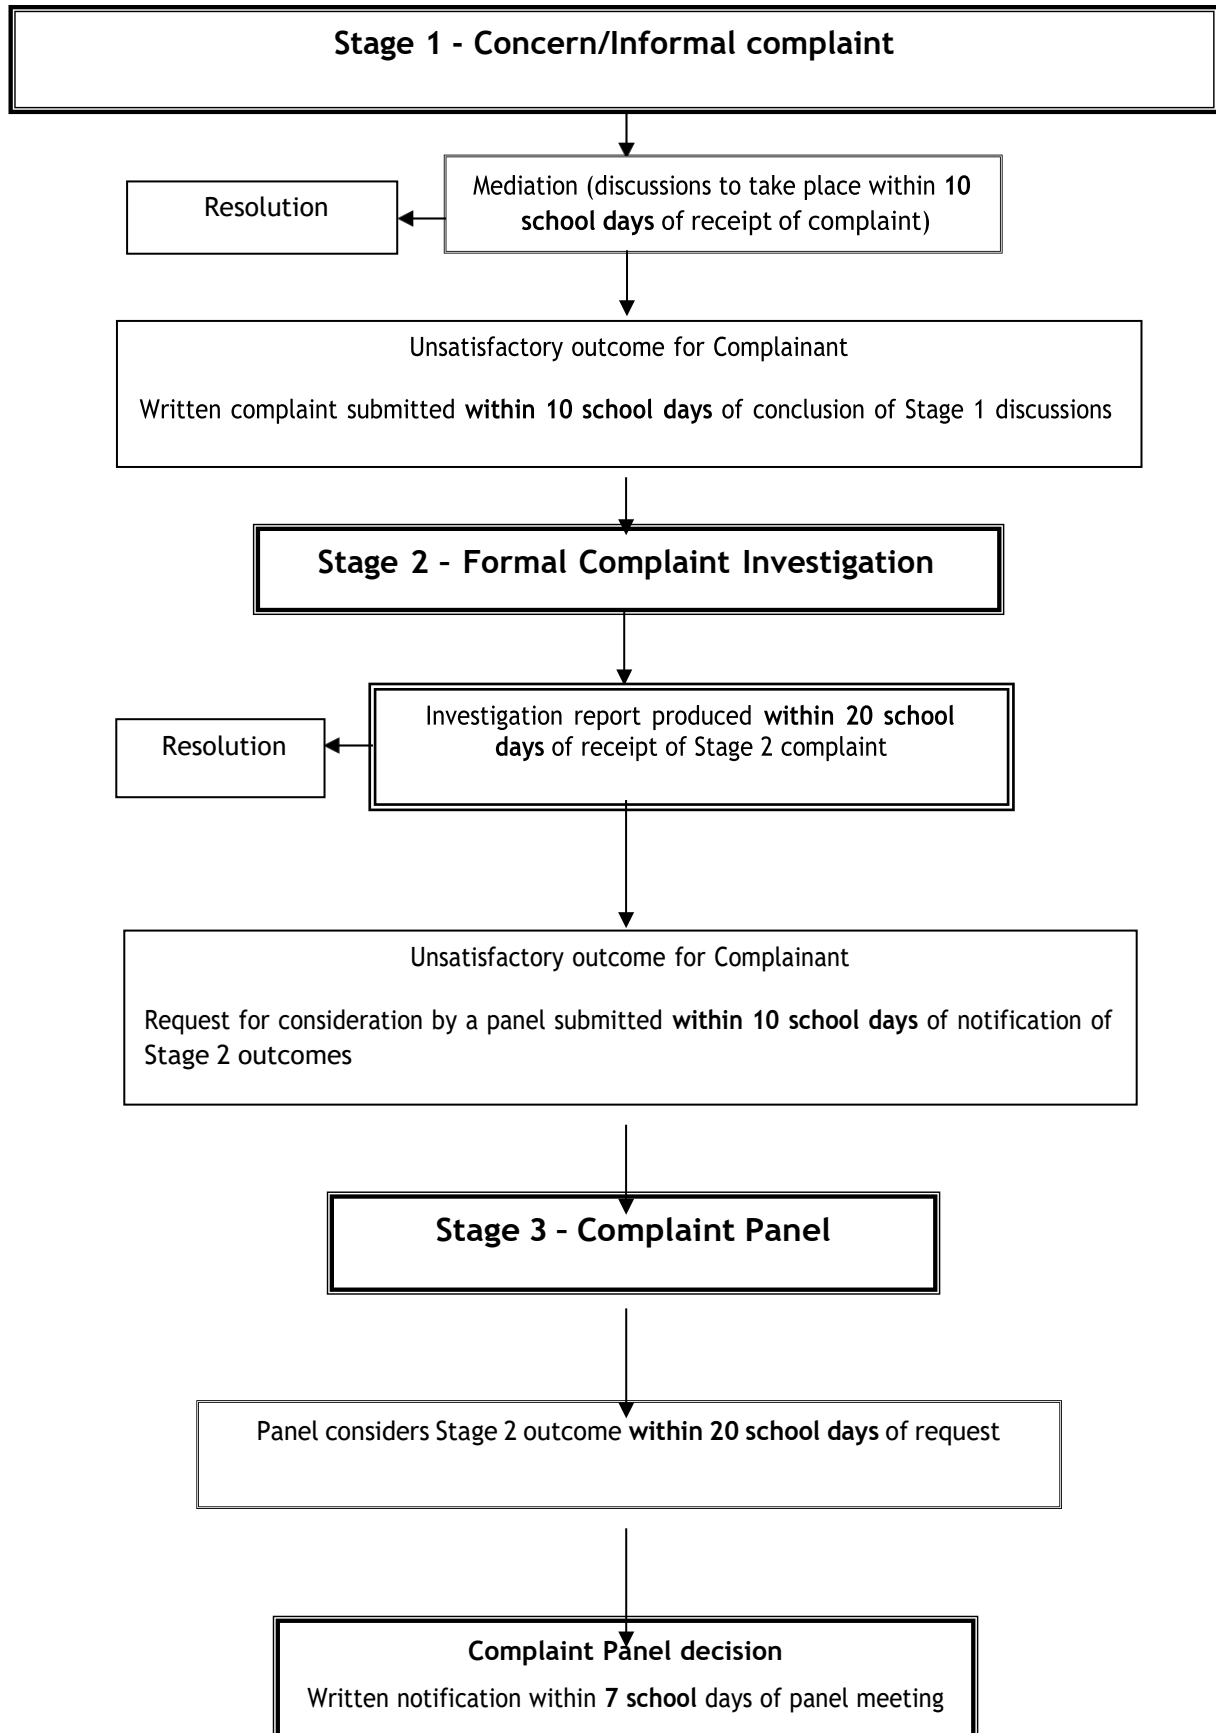 Stage 1 - Concern/Informal complaint
Mediation (discussions to take place within 10
school days of receipt of complaint)
Resolution
Unsatisfactory outcome for Complainant
Written complaint submitted within 10 school days of conclusion of Stage 1 discussions
Stage 2 – Formal Complaint Investigation
Investigation report produced within 20 school
days of receipt of Stage 2 complaint
Resolution
Unsatisfactory outcome for Complainant
Request for consideration by a panel submitted within 10 school days of notification of
Stage 2 outcomes
Stage 3 – Complaint Panel
Panel considers Stage 2 outcome within 20 school days of request
Complaint Panel decision
Written notification within 7 school days of panel meeting